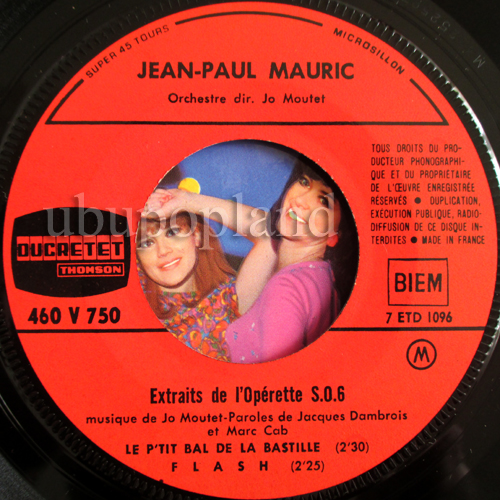 SUPER 45 TOURS
MICROSILLON
JEAN-PAUL MAURIC
Orchestre dir. Jo Moutet
TOUS DROITS DU PRO-
DUCTEUR PHONOGRAPHI-
QUE ET DU PROPRIÉTAIRE
DE L'ŒUVRE ENREGISTRÉE
RÉSERVÉS • DUPLICATION,
EXÉCUTION PUBLIQUE, RADIO-
DIFFUSION DE CE DISQUE IN-
TERDITES • MADE IN FRANCE
ubupopland
DUCRETET
THOMSON
460 V 750
BIEM
7 ETD 1096
M
Extraits de l'Opérette S.O.6
musique de Jo Moutet-Paroles de Jacques Dambrois
et Marc Cab
LE P'TIT BAL DE LA BASTILLE (2'30)
FLASH (2'25)